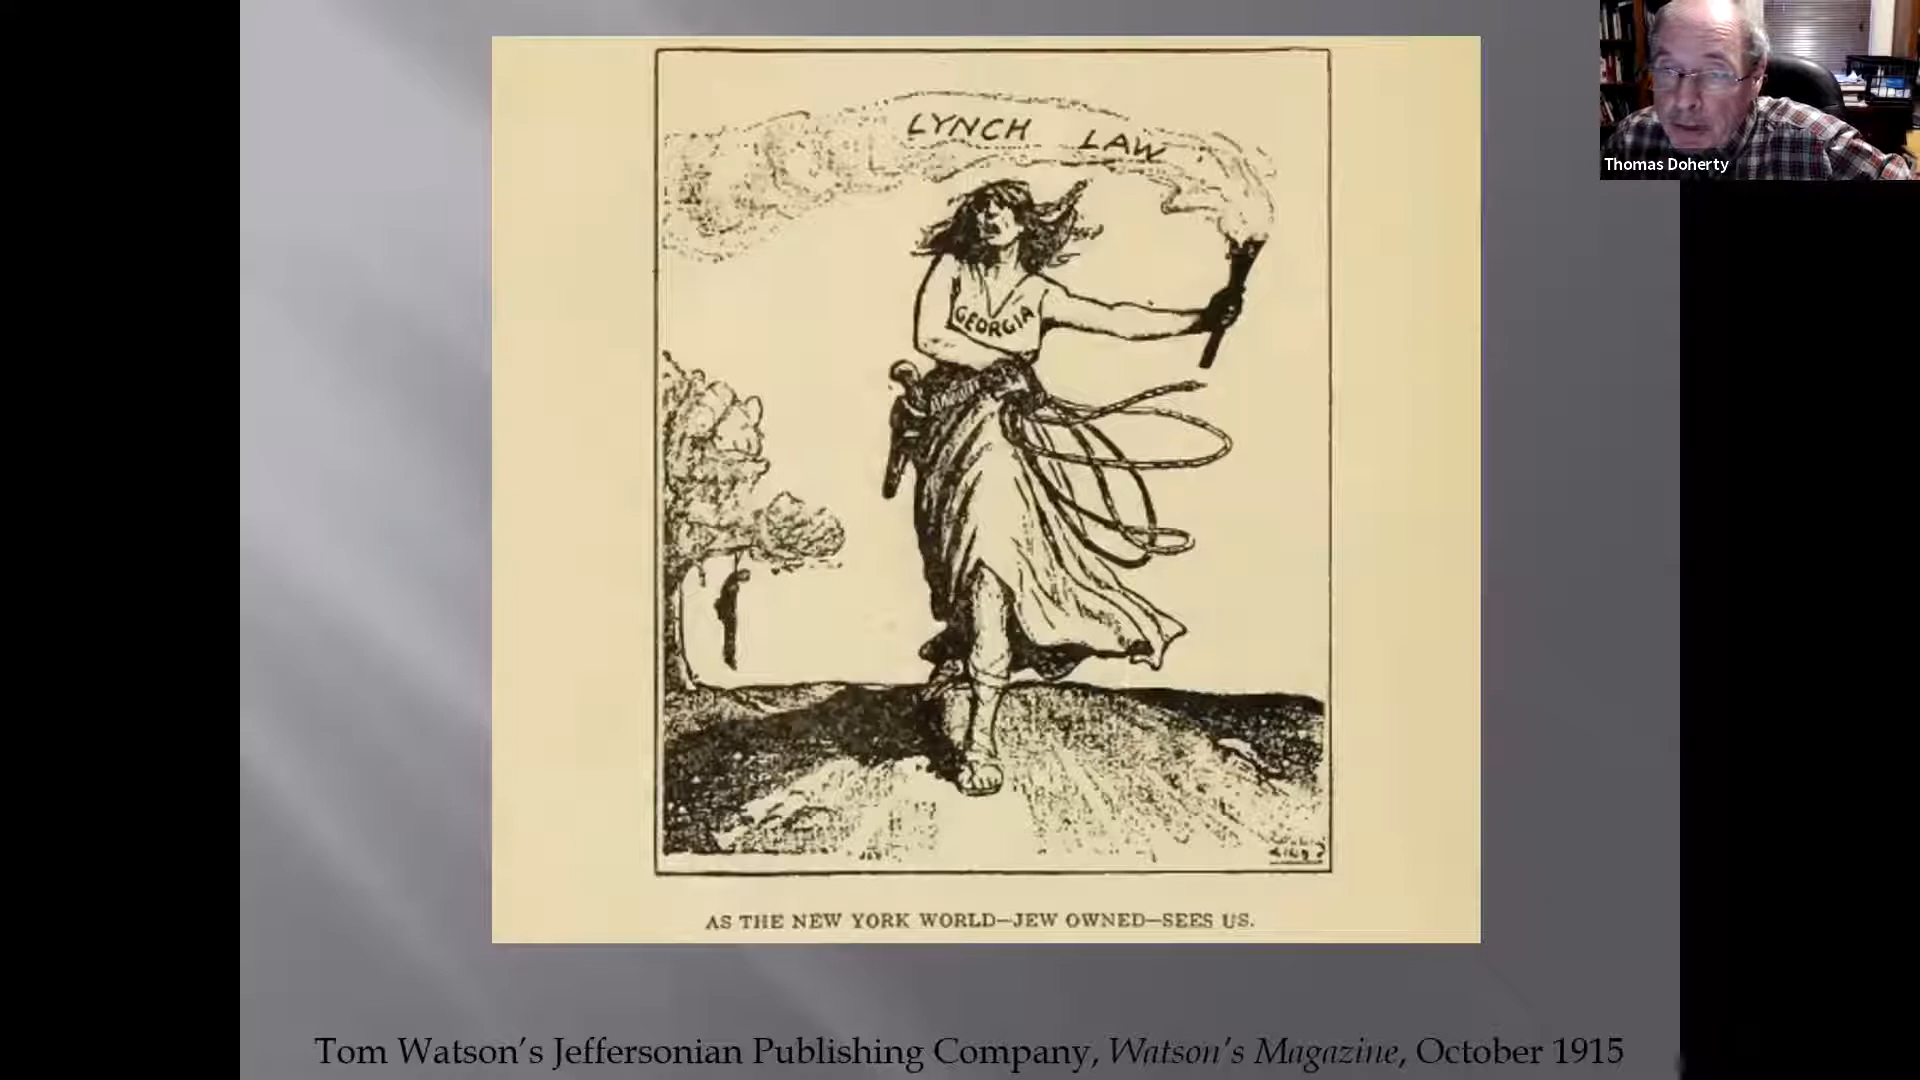 LYNCH LAW
GEORGIA
AS THE NEW YORK WORLD—JEW OWNED—SEES US.
Tom Watson's Jeffersonian Publishing Company, Watson's Magazine, October 1915
Thomas Doherty